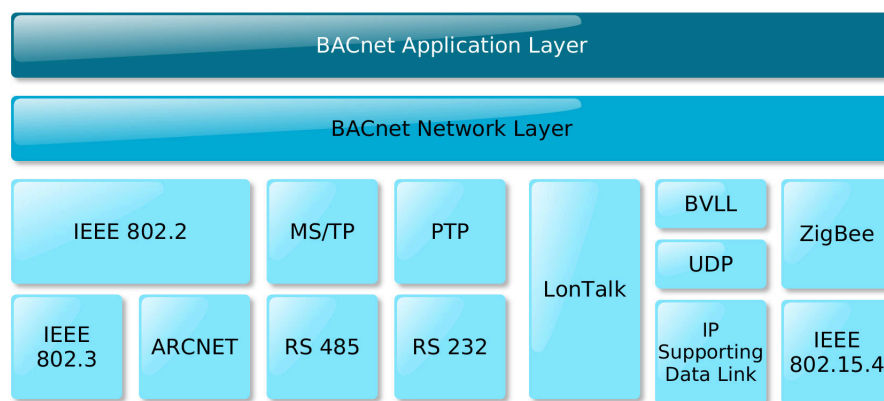 BACnet Application Layer
BACnet Network Layer
IEEE 802.2
MS/TP
PTP
LonTalk
BVLL
UDP
ZigBee
IEEE
802.3
ARCNET
RS 485
RS 232
IP
Supporting
Data Link
IEEE
802.15.4